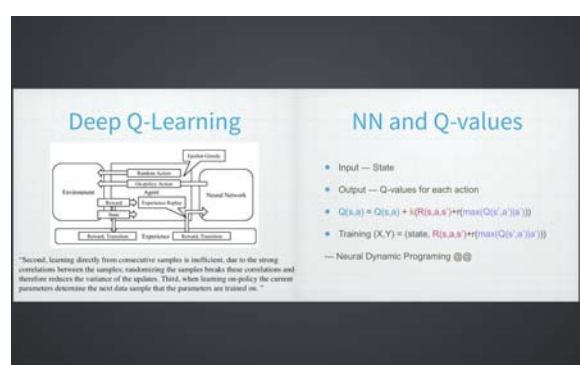 Deep Q-Learning
Epsilon-Greedy
Random Action
On-policy Action
Environment
Agent
Neural Network
Reward
Experience Replay
State
Reward, Transition
Experience
Reward, Transition
"Second, learning directly from consecutive samples is inefficient, due to the strong
correlations between the samples; randomizing the samples breaks these correlations and
therefore reduces the variance of the updates. Third, when learning on-policy the current
parameters determine the next data sample that the parameters are trained on. "
NN and Q-values
• Input — State
• Output — Q-values for each action
• Q(s,a) = Q(s,a) + k(R(s,a,s')+r(max(Q(s',a')|a')))
• Training (X,Y) = (state, R(s,a,s')+r(max(Q(s',a')|a')))
— Neural Dynamic Programing @@